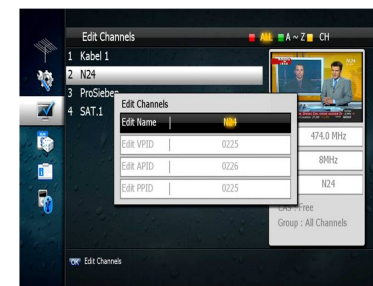 Edit Channels
ALL A ~ Z CH
1 Kabel 1
2 N24
3 ProSieben
4 SAT.1
Edit Channels
Edit Name | N24
Edit VPID | 0225
Edit APID | 0226
Edit PPID | 0225
474.0 MHz
8MHz
N24
CAS : Free
Group : All Channels
OK Edit Channels